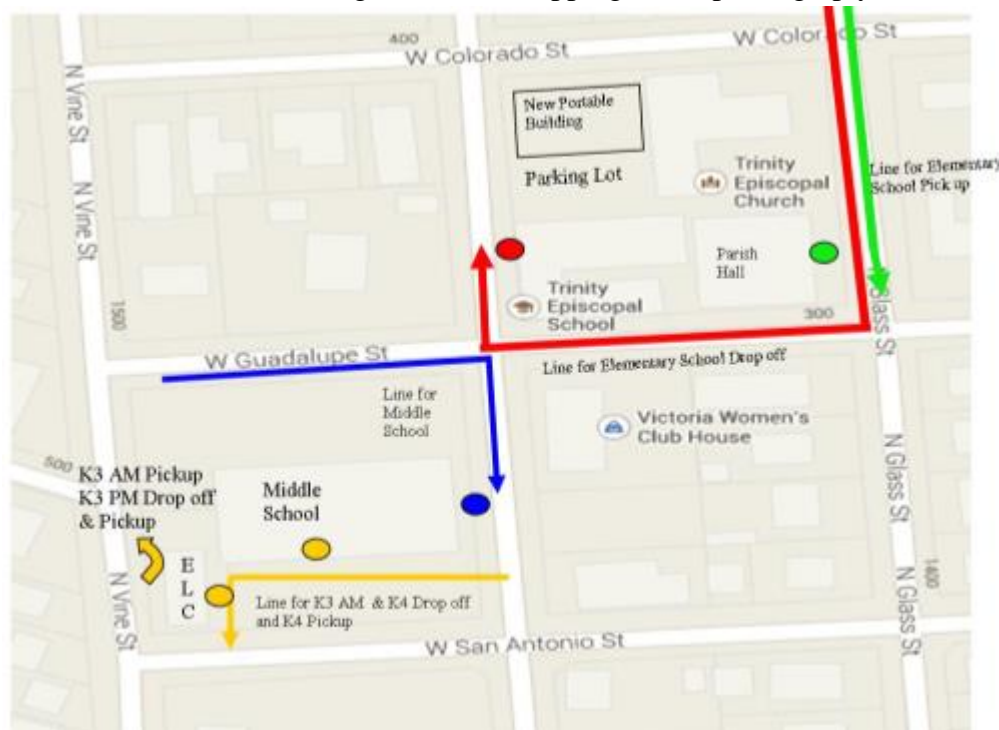 400
W Colorado St
W Colorado St
N Vine St
N Vine St
New Portable
Building
Parking Lot
Trinity
Episcopal
Church
Line for Elementary
School Pick up
Parish
Hall
Trinity
Episcopal
School
1500
300
N Glass St
W Guadalupe St
Line for Elementary School Drop off
Line for
Middle
School
Victoria Women's
Club House
500
K3 AM Pickup
K3 PM Drop off
& Pickup
Middle
School
N Glass St
E
L
C
Line for K3 AM & K4 Drop off
and K4 Pickup
N Vine St
W San Antonio St
1400
N Glass St